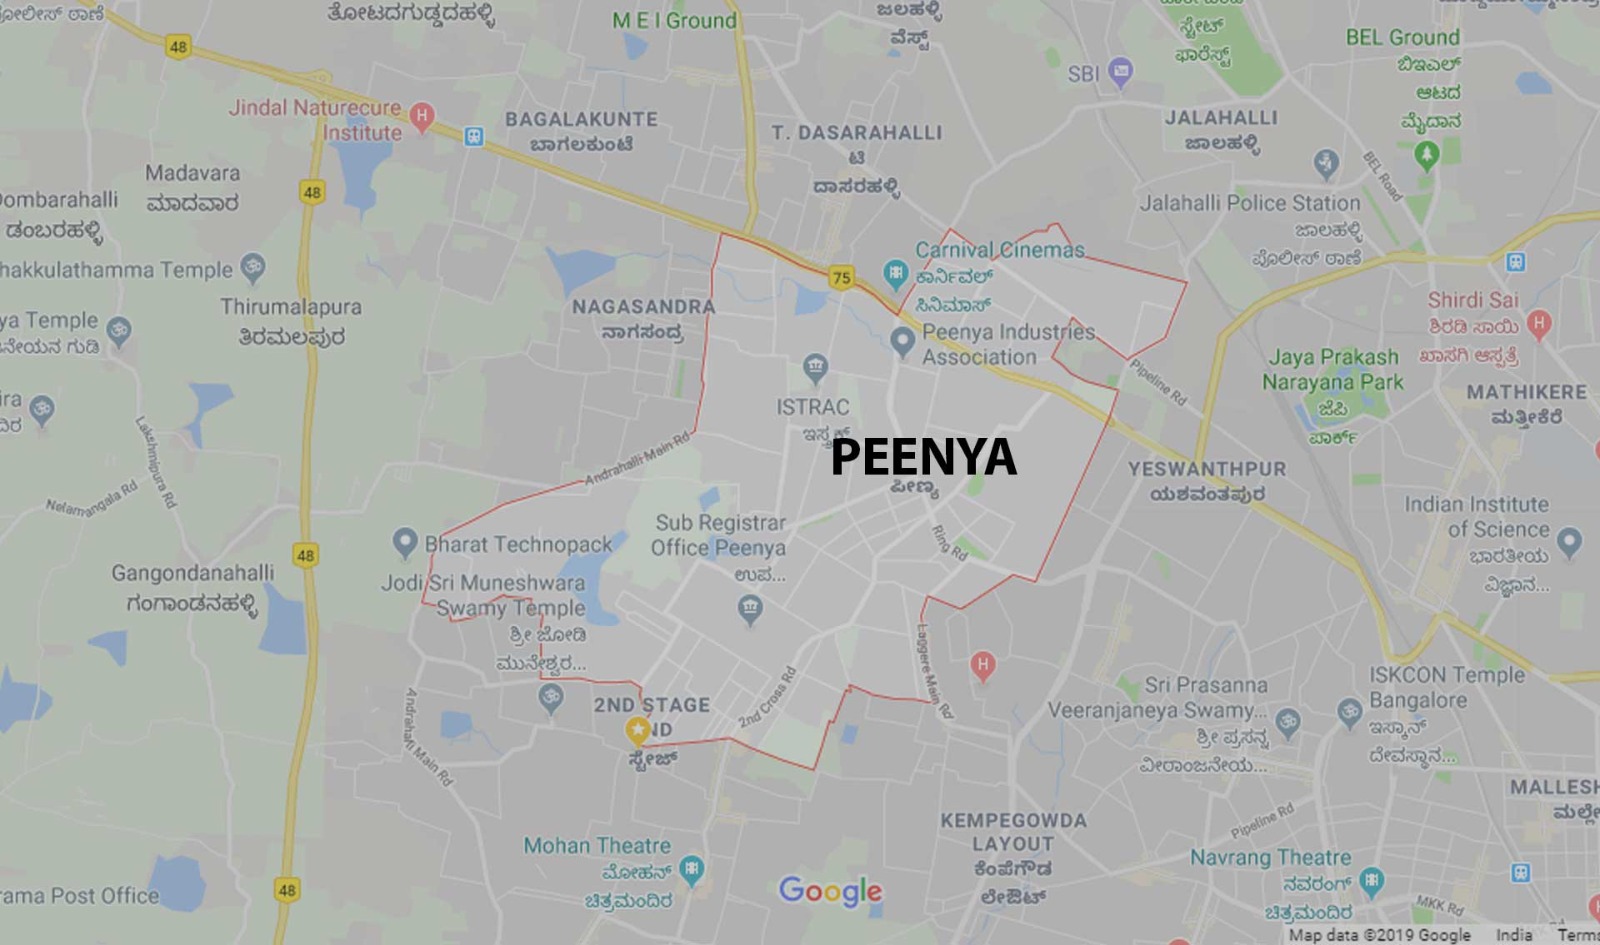 ಪೋಲೀಸ್ ಠಾಣೆ
ತೋಟದಗುಡ್ಡದಹಳ್ಳಿ
M E I Ground
ಜಲಹಳ್ಳಿ
ವೆಸ್ಟ್
ಸ್ಟೇಟ್
ಫಾರೆಸ್ಟ್
BEL Ground
ಬಿಇಎಲ್
ಆಟದ
ಮೈದಾನ
48
SBI
Jindal Naturecure
Institute
BAGALAKUNTE
ಬಾಗಲಕುಂಟೆ
T. DASARAHALLI
ಟಿ
ದಾಸರಹಳ್ಳಿ
JALAHALLI
ಜಾಲಹಳ್ಳಿ
BEL Road
Madavara
ಮಾದವಾರ
48
Dombarahalli
ಡಂಬರಹಳ್ಳಿ
Jalahalli Police Station
ಜಾಲಹಳ್ಳಿ
ಪೊಲೀಸ್ ಠಾಣೆ
hakkulathamma Temple
Carnival Cinemas
ಕಾರ್ನಿವಲ್
ಸಿನಿಮಾಸ್
75
Thirumalapura
ತಿರಮಲಪುರ
NAGASANDRA
ನಾಗಸಂದ್ರ
ya Temple
ನೇಯನ ಗುಡಿ
Peenya Industries
Association
Shirdi Sai
ಶಿರಡಿ ಸಾಯಿ
ಖಾಸಗಿ ಆಸ್ಪತ್ರೆ
Jaya Prakash
Narayana Park
ಜೆಪಿ
ಪಾರ್ಕ್
Pipeline Rd
MATHIKERE
ಮತ್ತೀಕೆರೆ
ira
ದಿರ
ISTRAC
PEENYA
ಪೀಣ್ಯ
Lakshmipura Rd
Andrahalli Main Rd
YESWANTHPUR
ಯಶವಂತಪುರ
Nelamangala Rd
Indian Institute
of Science
ಭಾರತೀಯ
ವಿಜ್ಞಾನ...
Sub Registrar
Office Peenya
ಉಪ...
Ring Rd
Bharat Technopack
48
Gangondanahalli
ಗಂಗಾಂಡನಹಳ್ಳಿ
Jodi Sri Muneshwara
Swamy Temple
ಶ್ರೀ ಜೋಡಿ
ಮುನೇಶ್ವರ...
Laggere Main Rd
2nd Cross Rd
2ND STAGE
ND
ಸ್ಟೇಜ್
Andrahalli Main Rd
Sri Prasanna
Veeranjaneya Swamy...
ಶ್ರೀ ಪ್ರಸನ್ನ
ವೀರಾಂಜನೇಯ...
ISKCON Temple
Bangalore
ಇಸ್ಕಾನ್
ದೇವಸ್ಥಾನ...
MALLESH
ಮಲ್ಲೇ
KEMPEGOWDA
LAYOUT
ಕೆಂಪೆಗೌಡ
ಲೇಔಟ್
Pipeline Rd
Mohan Theatre
ಮೋಹನ್
ಚಿತ್ರಮಂದಿರ
Navrang Theatre
ನವರಂಗ್
ಚಿತ್ರಮಂದಿರ
48
rama Post Office
Google
MKK Rd
Map data ©2019 Google
India
Terms